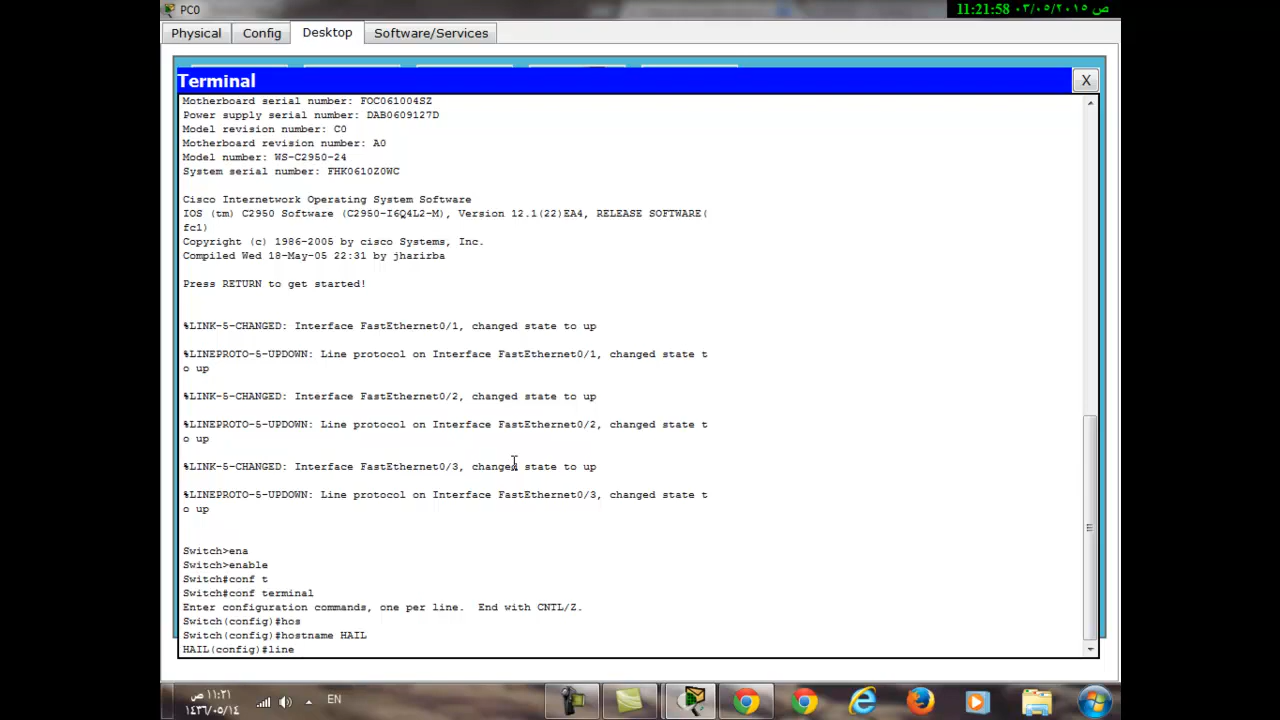 PC0
11:21:58 ٠٣/٠٥/٢٠١٥ ص
Physical
Config
Desktop
Software/Services
Terminal
X
Motherboard serial number: FOC061004SZ
Power supply serial number: DAB0609127D
Model revision number: C0
Motherboard revision number: A0
Model number: WS-C2950-24
System serial number: FHK0610Z0WC
Cisco Internetwork Operating System Software
IOS (tm) C2950 Software (C2950-I6Q4L2-M), Version 12.1(22)EA4, RELEASE SOFTWARE(
fc1)
Copyright (c) 1986-2005 by cisco Systems, Inc.
Compiled Wed 18-May-05 22:31 by jharirba
Press RETURN to get started!
%LINK-5-CHANGED: Interface FastEthernet0/1, changed state to up
%LINEPROTO-5-UPDOWN: Line protocol on Interface FastEthernet0/1, changed state t
o up
%LINK-5-CHANGED: Interface FastEthernet0/2, changed state to up
%LINEPROTO-5-UPDOWN: Line protocol on Interface FastEthernet0/2, changed state t
o up
%LINK-5-CHANGED: Interface FastEthernet0/3, changed state to up
%LINEPROTO-5-UPDOWN: Line protocol on Interface FastEthernet0/3, changed state t
o up
Switch>ena
Switch>enable
Switch#conf t
Switch#conf terminal
Enter configuration commands, one per line.  End with CNTL/Z.
Switch(config)#hos
Switch(config)#hostname HAIL
HAIL(config)#line
١١:٢١ ص
١٤٣٦/٠٥/١٤
EN